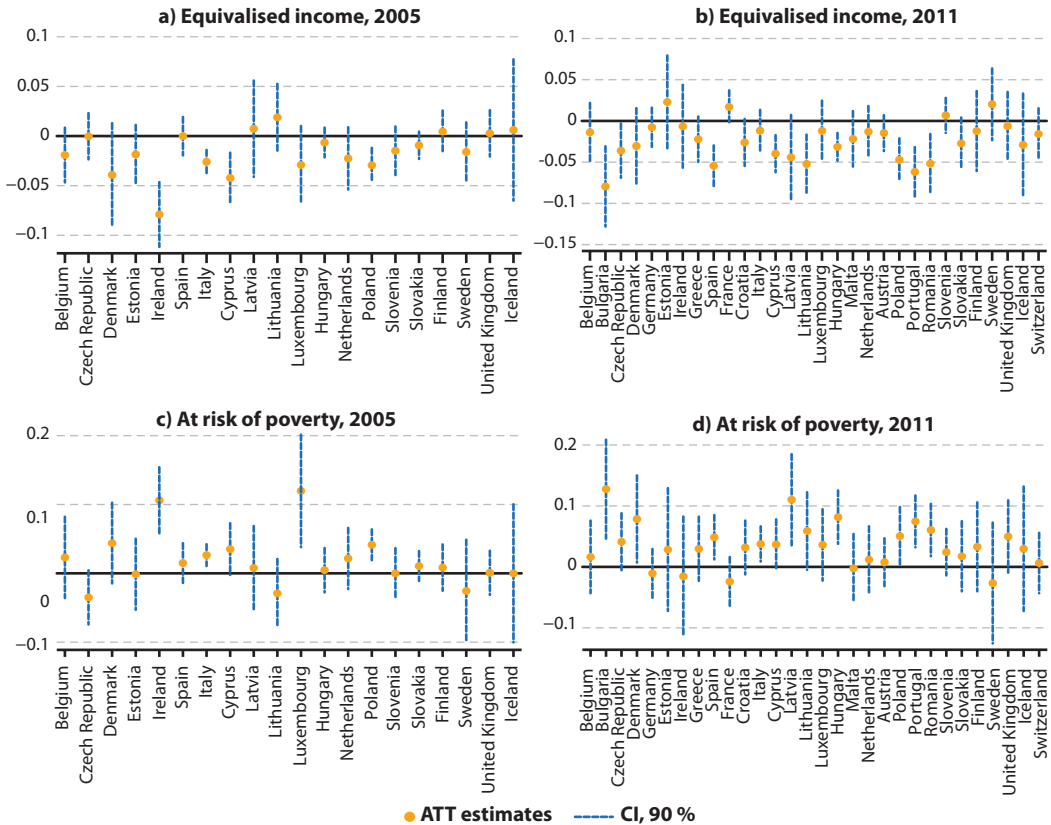 a) Equivalised income, 2005
0.1
0.05
0
−0.05
−0.1
Belgium
Czech Republic
Denmark
Estonia
Ireland
Spain
Italy
Cyprus
Latvia
Lithuania
Luxembourg
Hungary
Netherlands
Poland
Slovenia
Slovakia
Finland
Sweden
United Kingdom
Iceland
b) Equivalised income, 2011
0.1
0.05
0
−0.05
−0.1
−0.15
Belgium
Bulgaria
Czech Republic
Denmark
Germany
Estonia
Ireland
Greece
Spain
France
Croatia
Italy
Cyprus
Latvia
Lithuania
Luxembourg
Hungary
Malta
Netherlands
Austria
Poland
Portugal
Romania
Slovenia
Slovakia
Finland
Sweden
United Kingdom
Iceland
Switzerland
c) At risk of poverty, 2005
0.2
0.1
0
−0.1
Belgium
Czech Republic
Denmark
Estonia
Ireland
Spain
Italy
Cyprus
Latvia
Lithuania
Luxembourg
Hungary
Netherlands
Poland
Slovenia
Slovakia
Finland
Sweden
United Kingdom
Iceland
d) At risk of poverty, 2011
0.2
0.1
0
−0.1
Belgium
Bulgaria
Czech Republic
Denmark
Germany
Estonia
Ireland
Greece
Spain
France
Croatia
Italy
Cyprus
Latvia
Lithuania
Luxembourg
Hungary
Malta
Netherlands
Austria
Poland
Portugal
Romania
Slovenia
Slovakia
Finland
Sweden
United Kingdom
Iceland
Switzerland
ATT estimates
CI, 90 %